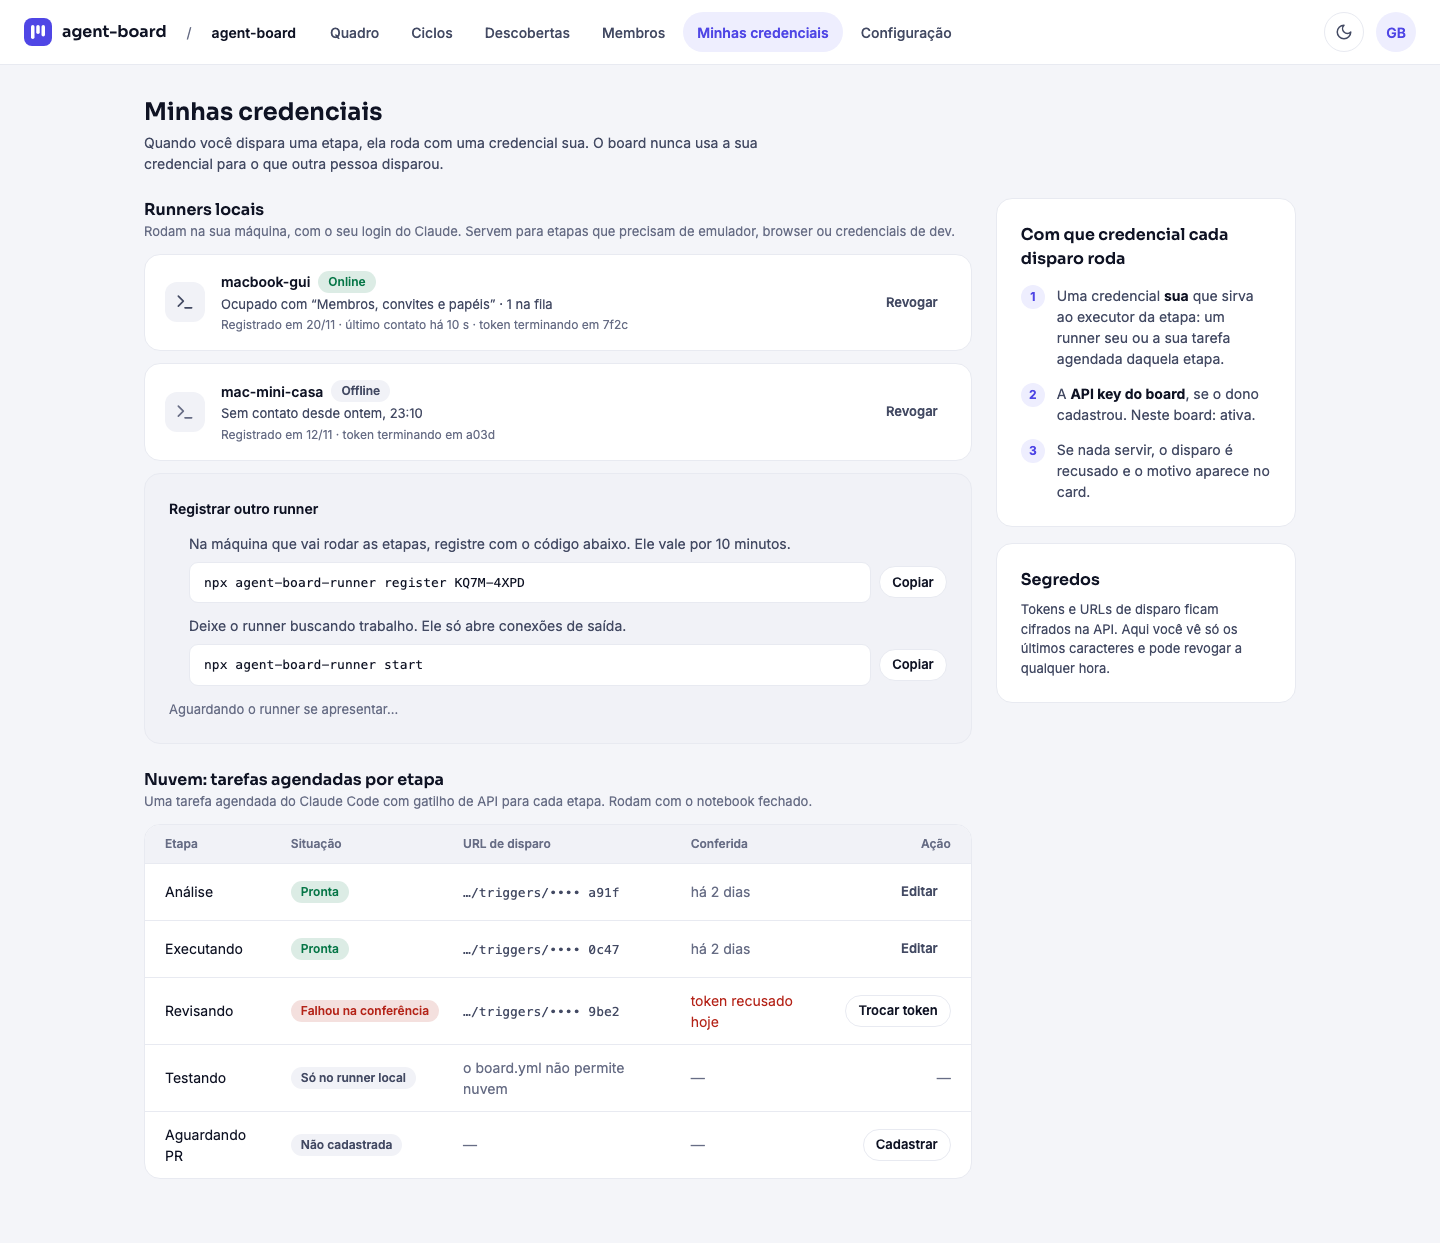 agent-board / agent-board Quadro Ciclos Descobertas Membros Minhas credenciais Configuração GB
Minhas credenciais
Quando você dispara uma etapa, ela roda com uma credencial sua. O board nunca usa a sua
credencial para o que outra pessoa disparou.
Runners locais
Rodam na sua máquina, com o seu login do Claude. Servem para etapas que precisam de emulador, browser ou credenciais de dev.
macbook-gui Online
Ocupado com “Membros, convites e papéis” · 1 na fila
Registrado em 20/11 · último contato há 10 s · token terminando em 7f2c
Revogar
mac-mini-casa Offline
Sem contato desde ontem, 23:10
Registrado em 12/11 · token terminando em a03d
Revogar
Registrar outro runner
Na máquina que vai rodar as etapas, registre com o código abaixo. Ele vale por 10 minutos.
npx agent-board-runner register KQ7M-4XPD Copiar
Deixe o runner buscando trabalho. Ele só abre conexões de saída.
npx agent-board-runner start Copiar
Aguardando o runner se apresentar…
Nuvem: tarefas agendadas por etapa
Uma tarefa agendada do Claude Code com gatilho de API para cada etapa. Rodam com o notebook fechado.
Etapa Situação URL de disparo Conferida Ação
Análise Pronta …/triggers/•••• a91f há 2 dias Editar
Executando Pronta …/triggers/•••• 0c47 há 2 dias Editar
Revisando Falhou na conferência …/triggers/•••• 9be2 token recusado
hoje
Trocar token
Testando Só no runner local o board.yml não permite
nuvem
— —
Aguardando
PR
Não cadastrada — — Cadastrar
Com que credencial cada
disparo roda
1 Uma credencial sua que sirva
ao executor da etapa: um
runner seu ou a sua tarefa
agendada daquela etapa.
2 A API key do board, se o dono
cadastrou. Neste board: ativa.
3 Se nada servir, o disparo é
recusado e o motivo aparece no
card.
Segredos
Tokens e URLs de disparo ficam
cifrados na API. Aqui você vê só os
últimos caracteres e pode revogar a
qualquer hora.